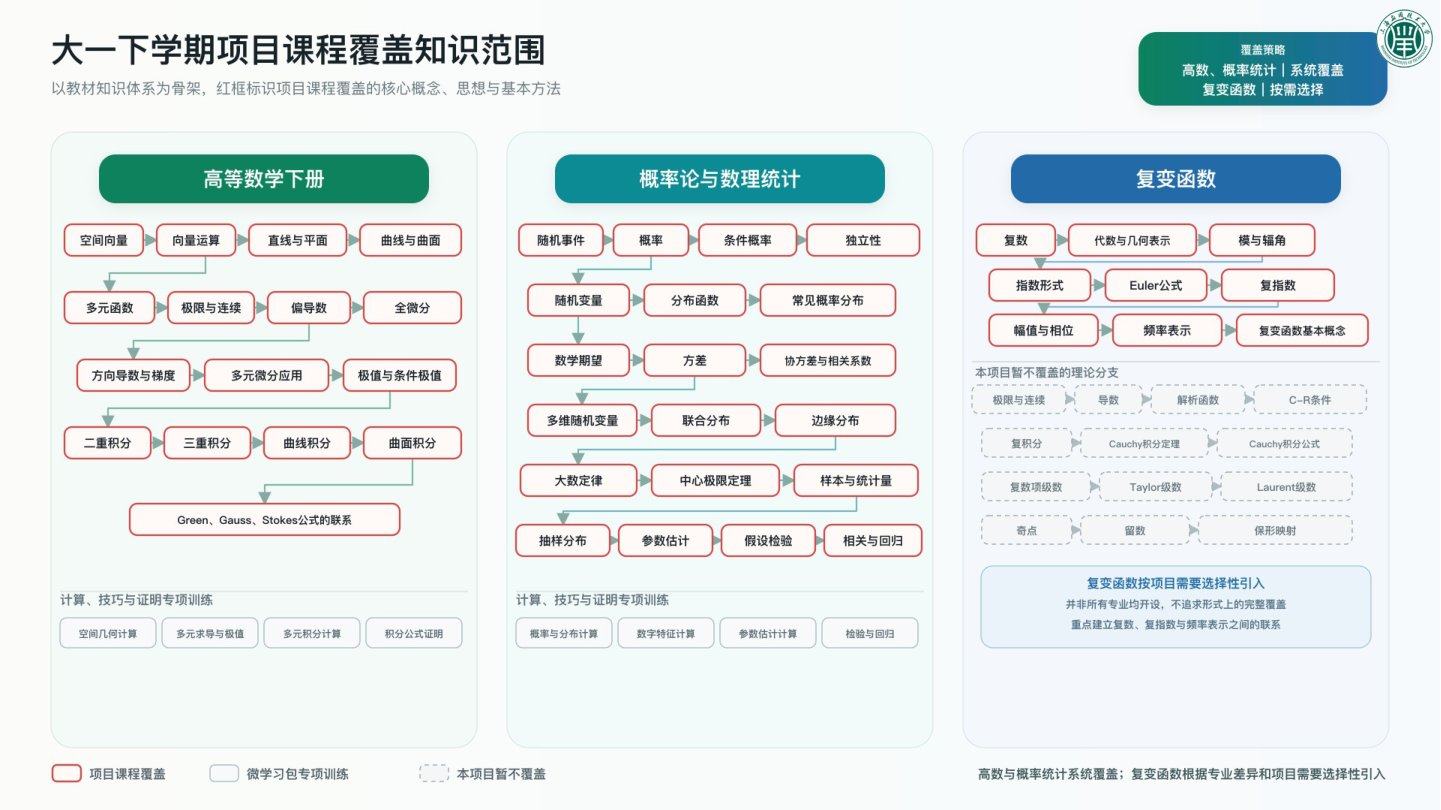 大一下学期项目课程覆盖知识范围
以教材知识体系为骨架，红框标识项目课程覆盖的核心概念、思想与基本方法
覆盖策略
高数、概率统计｜系统覆盖
复变函数｜按需选择
高等数学下册
空间向量 向量运算 直线与平面 曲线与曲面
多元函数 极限与连续 偏导数 全微分
方向导数与梯度 多元微分应用 极值与条件极值
二重积分 三重积分 曲线积分 曲面积分
Green、Gauss、Stokes公式的联系
计算、技巧与证明专项训练
空间几何计算 多元求导与极值 多元积分计算 积分公式证明
概率论与数理统计
随机事件 概率 条件概率 独立性
随机变量 分布函数 常见概率分布
数学期望 方差 协方差与相关系数
多维随机变量 联合分布 边缘分布
大数定律 中心极限定理 样本与统计量
抽样分布 参数估计 假设检验 相关与回归
计算、技巧与证明专项训练
概率与分布计算 数字特征计算 参数估计计算 检验与回归
复变函数
复数 代数与几何表示 模与辐角
指数形式 Euler公式 复指数
幅值与相位 频率表示 复变函数基本概念
本项目暂不覆盖的理论分支
极限与连续 导数 解析函数 C-R条件
复积分 Cauchy积分定理 Cauchy积分公式
复数项级数 Taylor级数 Laurent级数
奇点 留数 保形映射
复变函数按项目需要选择性引入
并非所有专业均开设，不追求形式上的完整覆盖
重点建立复数、复指数与频率表示之间的联系
项目课程覆盖 微学习包专项训练 本项目暂不覆盖
高数与概率统计系统覆盖；复变函数根据专业差异和项目需要选择性引入